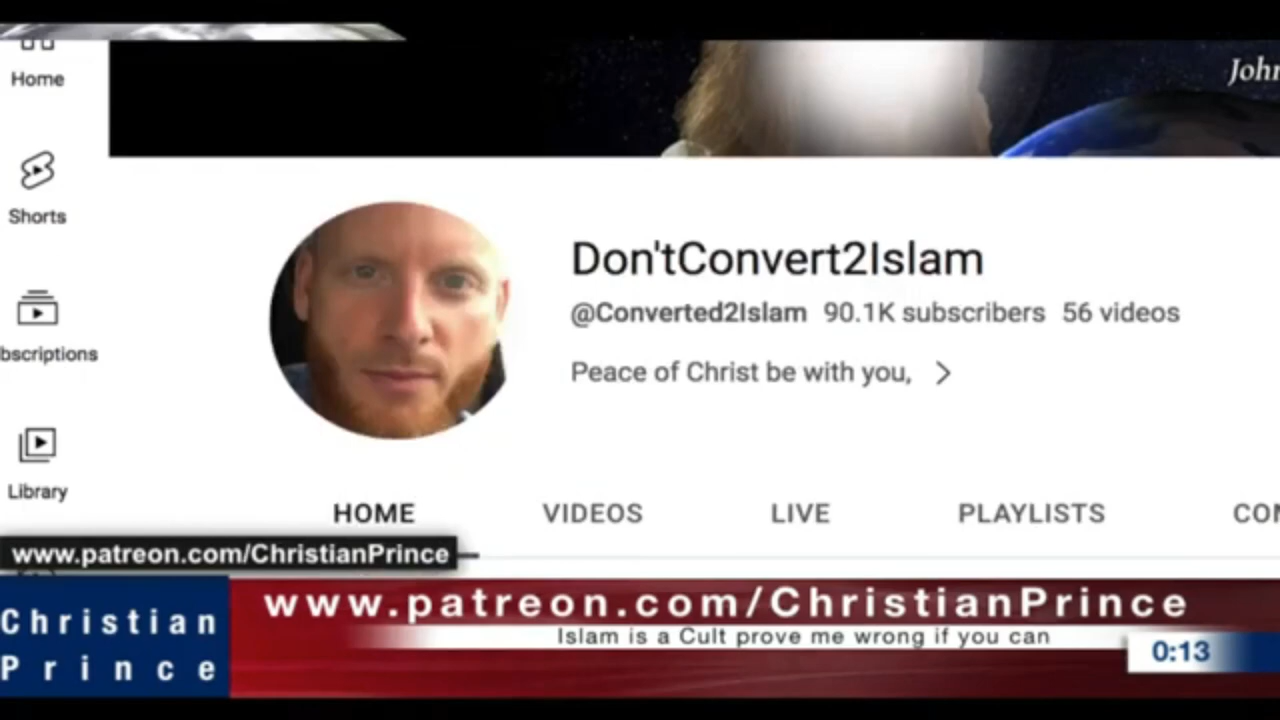 Home
John
Shorts
Don'tConvert2Islam
@Converted2Islam 90.1K subscribers 56 videos
bscriptions
Peace of Christ be with you,
Library
HOME VIDEOS LIVE PLAYLISTS CON
www.patreon.com/ChristianPrince
Christian
Prince
www.patreon.com/ChristianPrince
Islam is a Cult prove me wrong if you can
0:13